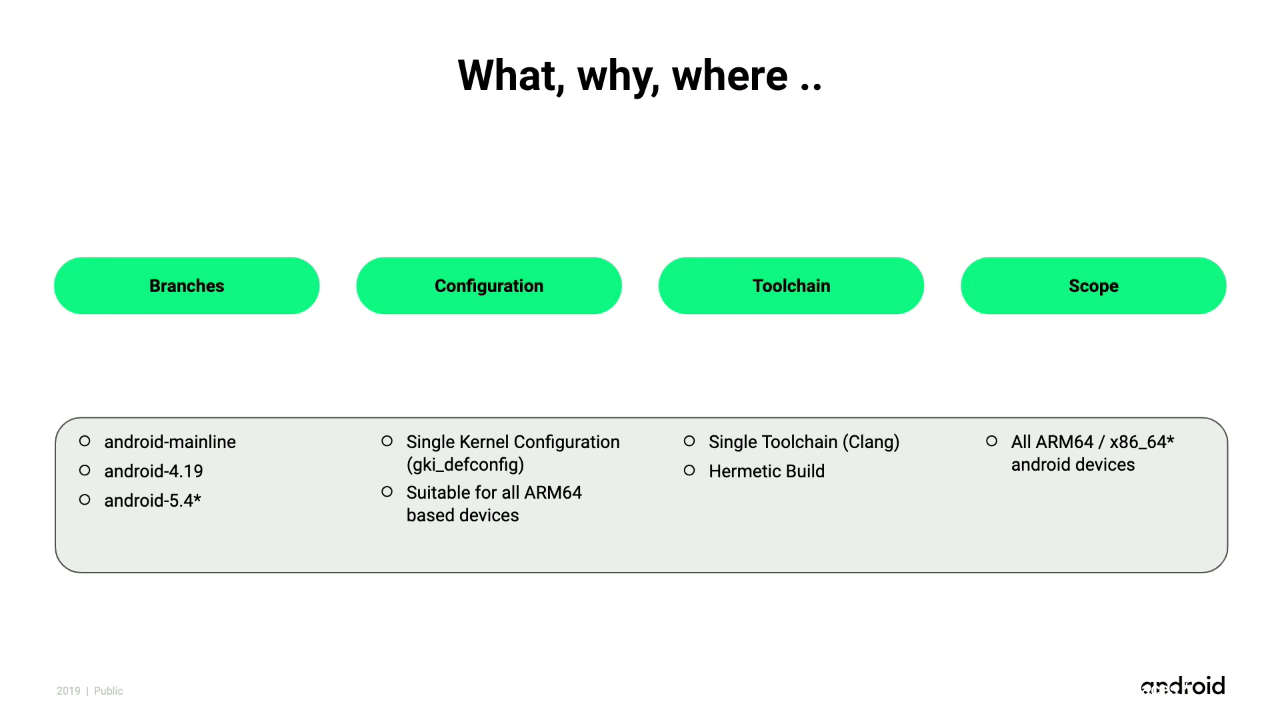 What, why, where ..
Branches
Configuration
Toolchain
Scope
android-mainline
android-4.19
android-5.4*
Single Kernel Configuration
(gki_defconfig)
Suitable for all ARM64
based devices
Single Toolchain (Clang)
Hermetic Build
All ARM64 / x86_64*
android devices
2019 | Public
android